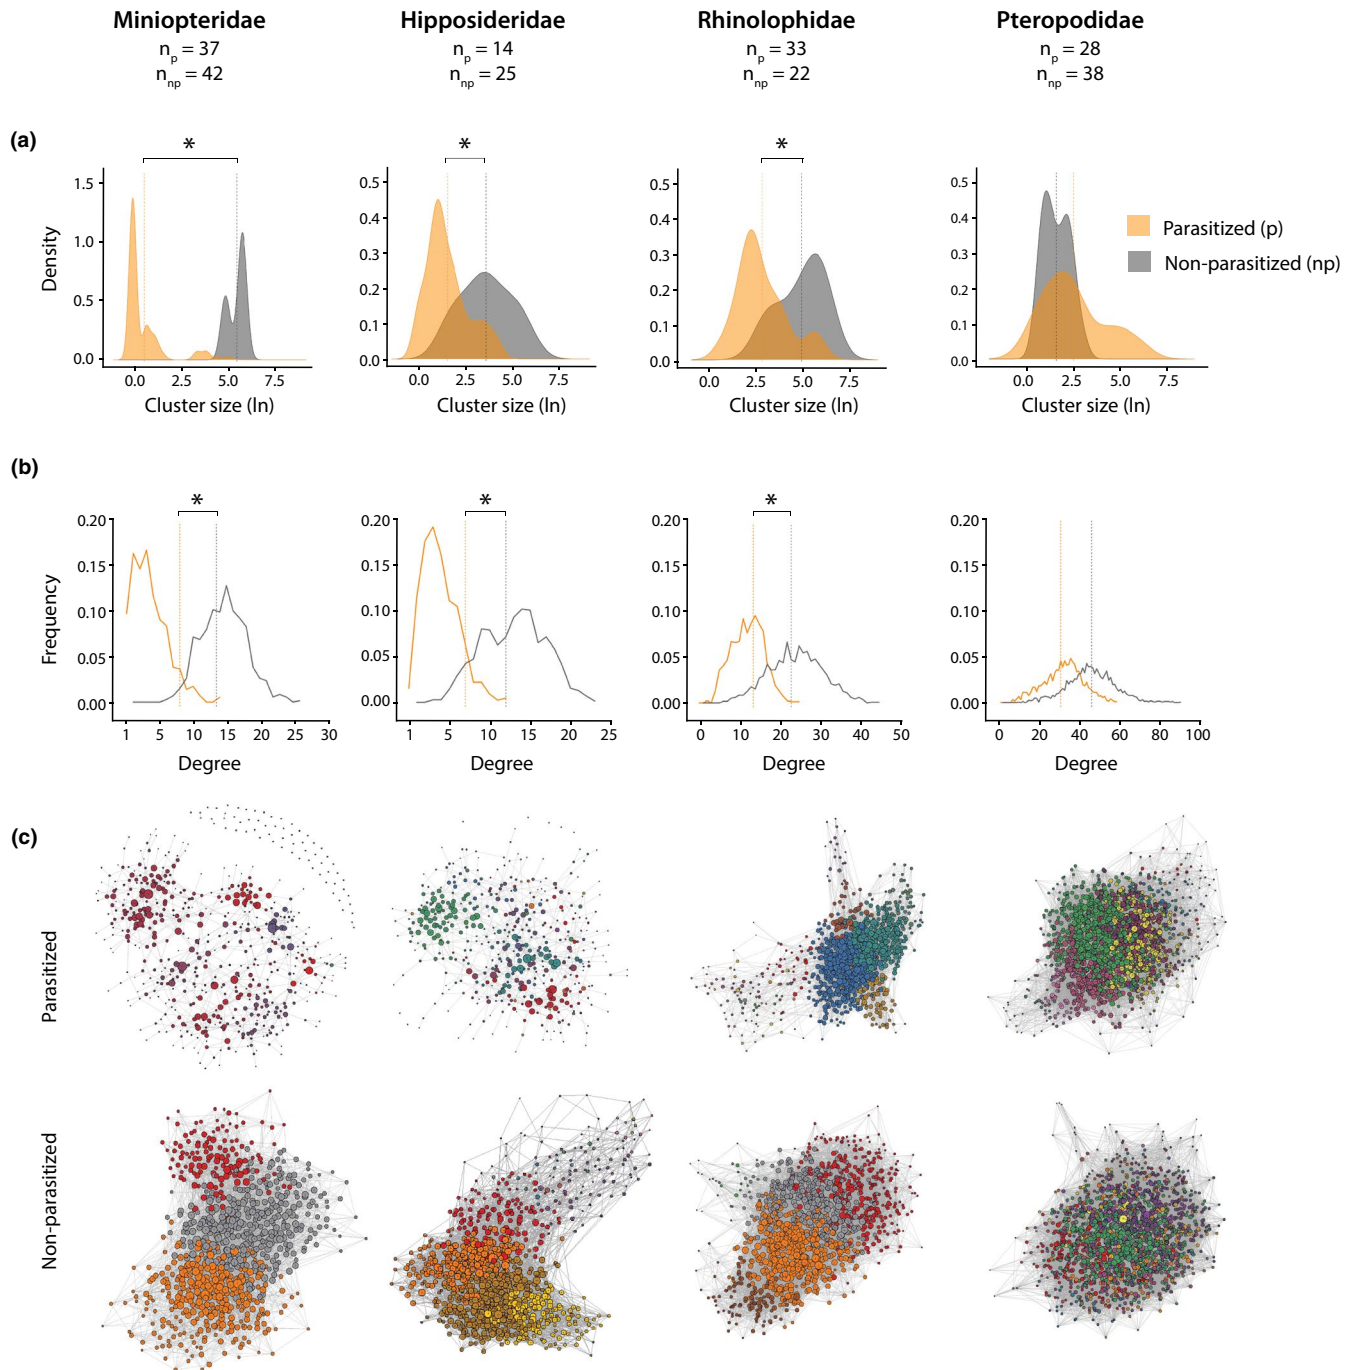 Miniopteridae Hipposideridae Rhinolophidae Pteropodidae
np = 37 np = 14 np = 33 np = 28
nnp = 42 nnp = 25 nnp = 22 nnp = 38
(a)
* * *
1.5 0.5 0.5 0.5
0.4 0.4 0.4
1.0 0.3 0.3 0.3
0.5 0.2 0.2 0.2
0.1 0.1 0.1
0.0 0.0 0.0 0.0
Density
Parasitized (p)
Non-parasitized (np)
0.0 2.5 5.0 7.5 0.0 2.5 5.0 7.5 0.0 2.5 5.0 7.5 0.0 2.5 5.0 7.5
Cluster size (ln) Cluster size (ln) Cluster size (ln) Cluster size (ln)
(b)
* * *
0.20 0.20 0.20 0.20
0.15 0.15 0.15 0.15
0.10 0.10 0.10 0.10
0.05 0.05 0.05 0.05
0.00 0.00 0.00 0.00
Frequency
1 5 10 15 20 25 30 1 5 10 15 20 25 0 10 20 30 40 50 0 20 40 60 80 100
Degree Degree Degree Degree
(c)
Parasitized
Non-parasitized